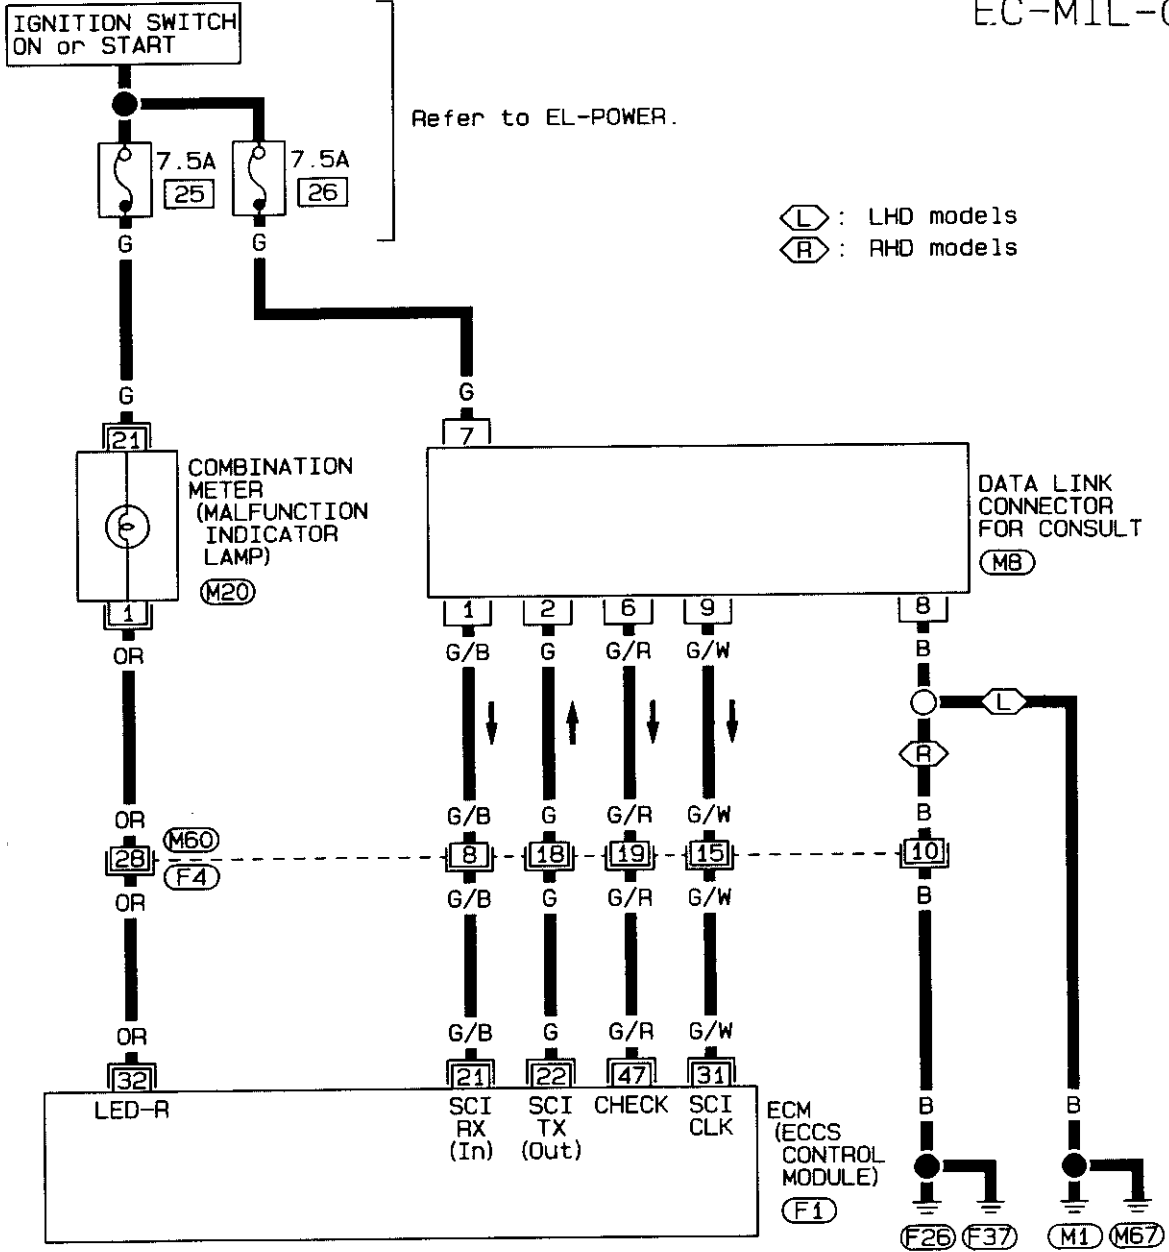 EC-MIL-
IGNITION SWITCH
ON or START
Refer to EL-POWER.
7.5A
25
7.5A
26
L : LHD models
R : RHD models
G
G
G
G
21
7
COMBINATION
METER
(MALFUNCTION
INDICATOR
LAMP)
M20
DATA LINK
CONNECTOR
FOR CONSULT
M8
1
1
2
6
9
8
OR
G/B
G
G/R
G/W
B
L
R
OR
G/B
G
G/R
G/W
B
M60
28
8
18
19
15
10
F4
OR
G/B
G
G/R
G/W
B
OR
G/B
G
G/R
G/W
32
21
22
47
31
B
B
LED-R
SCI
RX
(In)
SCI
TX
(Out)
CHECK
SCI
CLK
ECM
(ECCS
CONTROL
MODULE)
F1
F26
F37
M1
M67